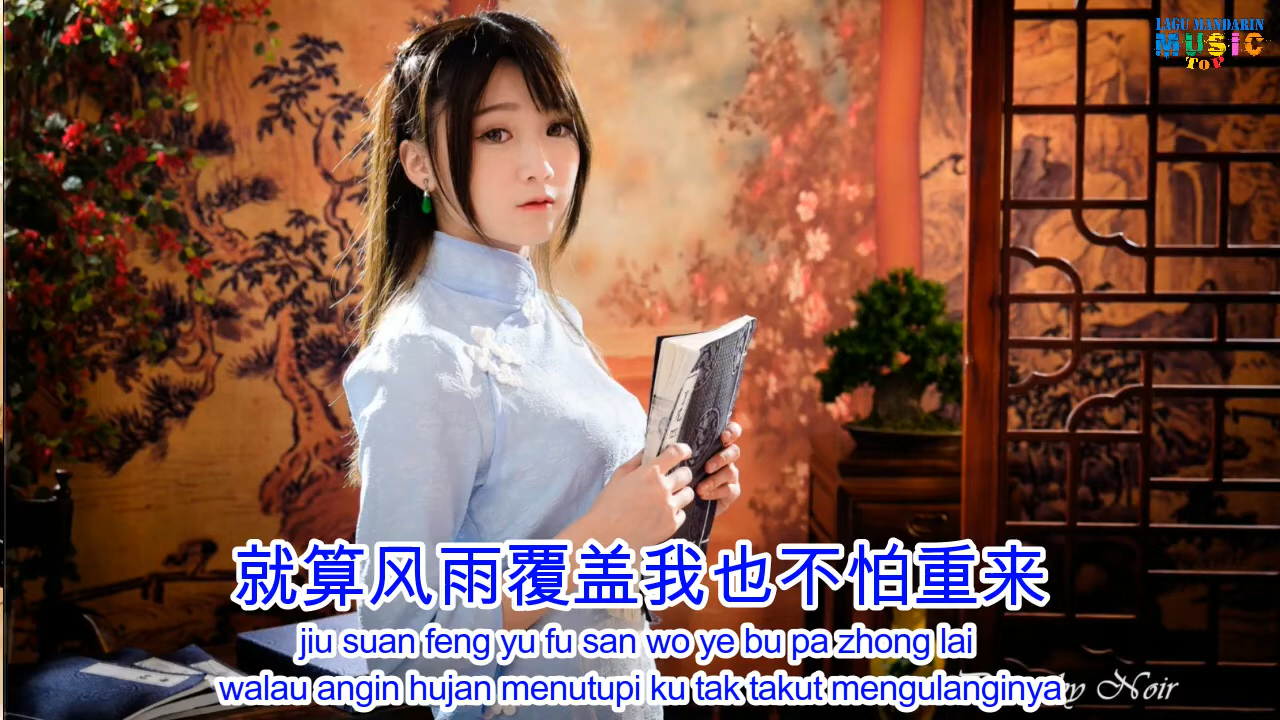 LAGU MANDARIN
MUSIC
ToP
就算风雨覆盖我也不怕重来
jiu suan feng yu fu san wo ye bu pa zhong lai
walau angin hujan menutupi ku tak takut mengulanginya
Noir